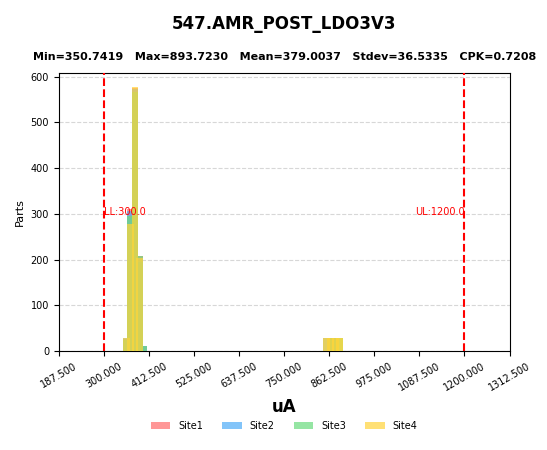 547.AMR_POST_LDO3V3
Min=350.7419 Max=893.7230 Mean=379.0037 Stdev=36.5335 CPK=0.7208
600
500
400
300
200
100
0
Parts
LL:300.0
UL:1200.0
187.500 300.000 412.500 525.000 637.500 750.000 862.500 975.000 1087.500 1200.000 1312.500
uA
Site1 Site2 Site3 Site4